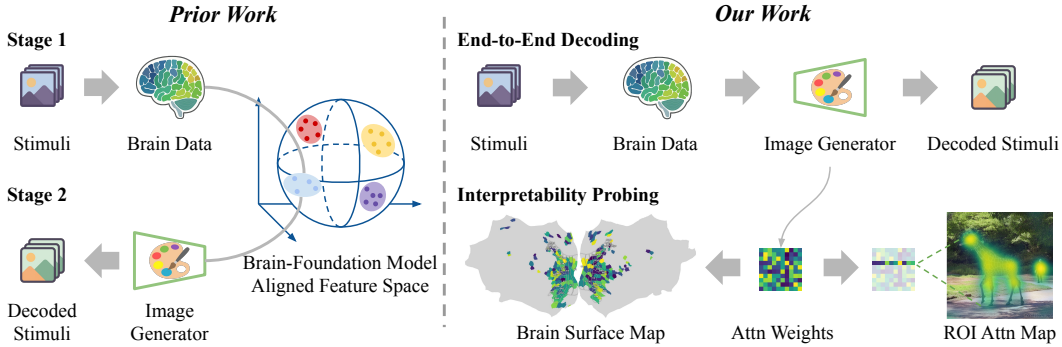 Prior Work
Stage 1
Stimuli
Brain Data
Stage 2
Decoded
Stimuli
Image
Generator
Brain-Foundation Model
Aligned Feature Space
Our Work
End-to-End Decoding
Stimuli
Brain Data
Image Generator
Decoded Stimuli
Interpretability Probing
Brain Surface Map
Attn Weights
ROI Attn Map